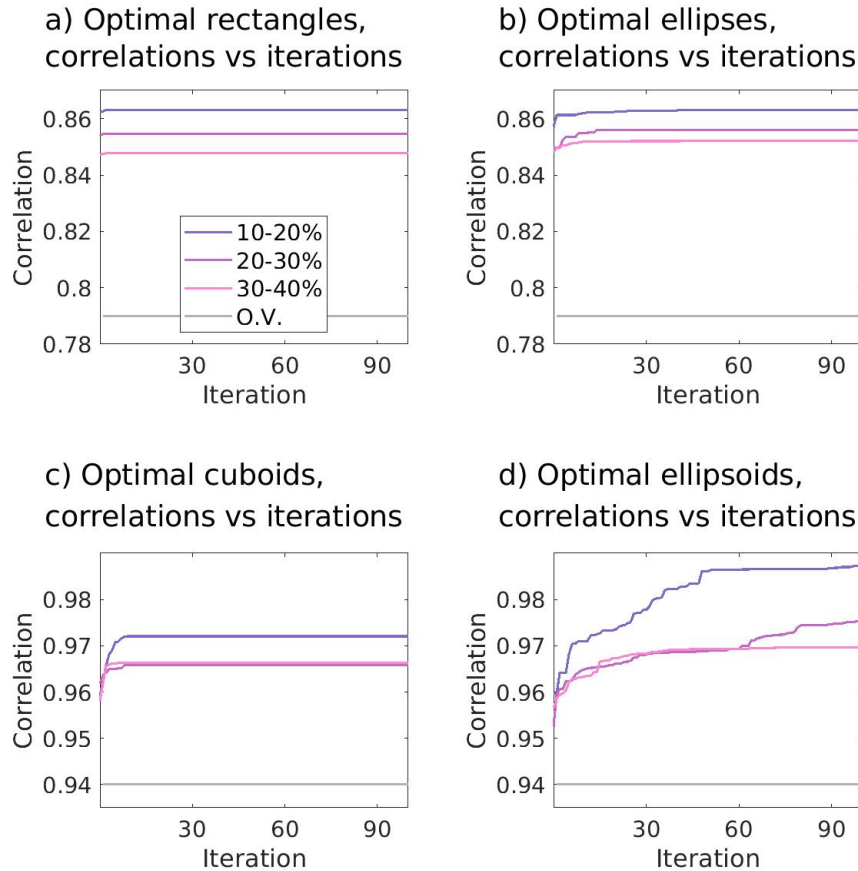 a) Optimal rectangles,
correlations vs iterations
0.86
0.84
0.82
0.8
0.78
Correlation
10-20%
20-30%
30-40%
O.V.
30
60
90
Iteration
b) Optimal ellipses,
correlations vs iterations
0.86
0.84
0.82
0.8
0.78
Correlation
30
60
90
Iteration
c) Optimal cuboids,
correlations vs iterations
0.98
0.97
0.96
0.95
0.94
Correlation
30
60
90
Iteration
d) Optimal ellipsoids,
correlations vs iterations
0.98
0.97
0.96
0.95
0.94
Correlation
30
60
90
Iteration